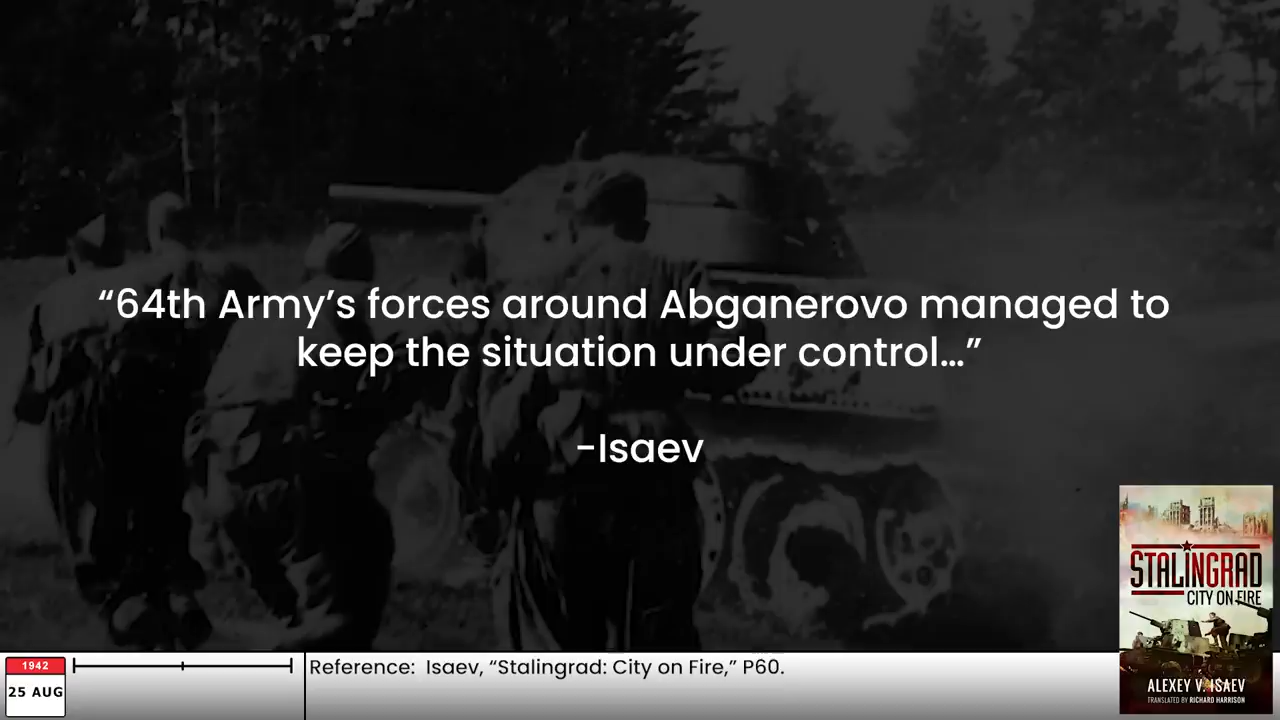 “64th Army’s forces around Abganerovo managed to
keep the situation under control...”
-Isaev
STALINGRAD
CITY ON FIRE
ALEXEY V. ISAEV
TRANSLATED BY RICHARD HARRISON
1942
25 AUG
Reference: Isaev, “Stalingrad: City on Fire,” P60.